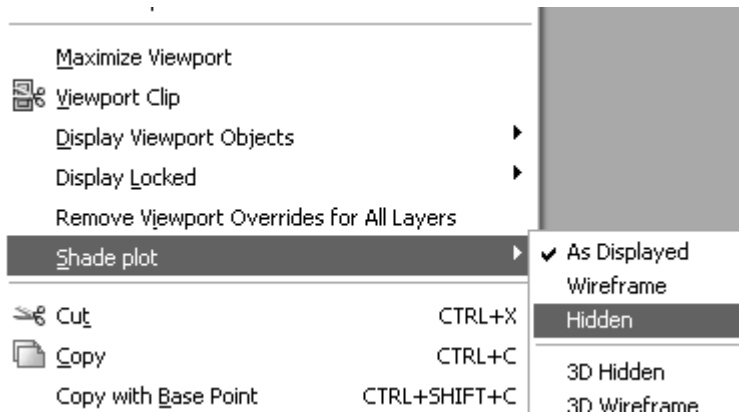 Maximize Viewport
Viewport Clip
Display Viewport Objects
Display Locked
Remove Viewport Overrides for All Layers
Shade plot
As Displayed
Wireframe
Hidden
Cut CTRL+X
Copy CTRL+C
Copy with Base Point CTRL+SHIFT+C
3D Hidden
3D Wireframe